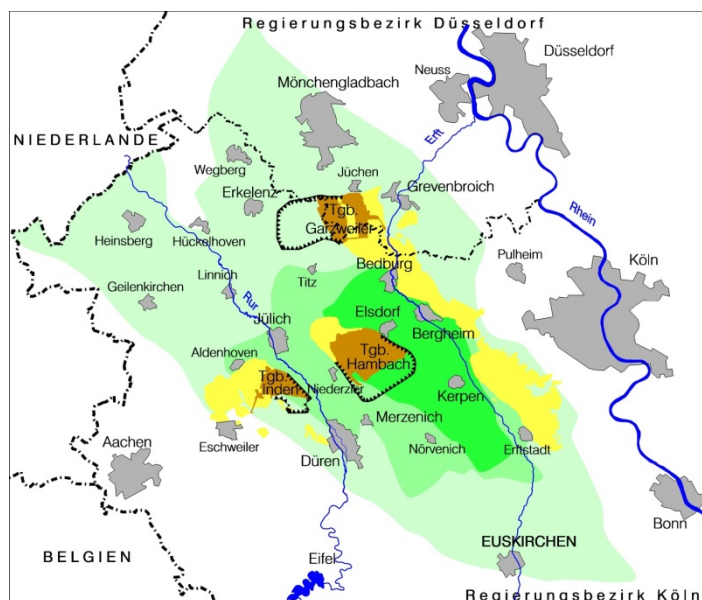 Regierungsbezirk Düsseldorf
Düsseldorf
Neuss
Mönchengladbach
Erft
NIEDERLANDE
Wegberg
Jüchen
Erkelenz
Grevenbroich
Tgb.
Garzweiler
Rhein
Heinsberg
Hückelhoven
Pulheim
Köln
Linnich
Titz
Bedburg
Geilenkirchen
Rur
Jülich
Elsdorf
Bergheim
Aldenhoven
Tgb.
Hambach
Tgb.
Inden
Niederzier
Kerpen
Merzenich
Aachen
Eschweiler
Düren
Nörvenich
Erftstadt
Bonn
BELGIEN
Eifel
EUSKIRCHEN
Regierungsbezirk Köln